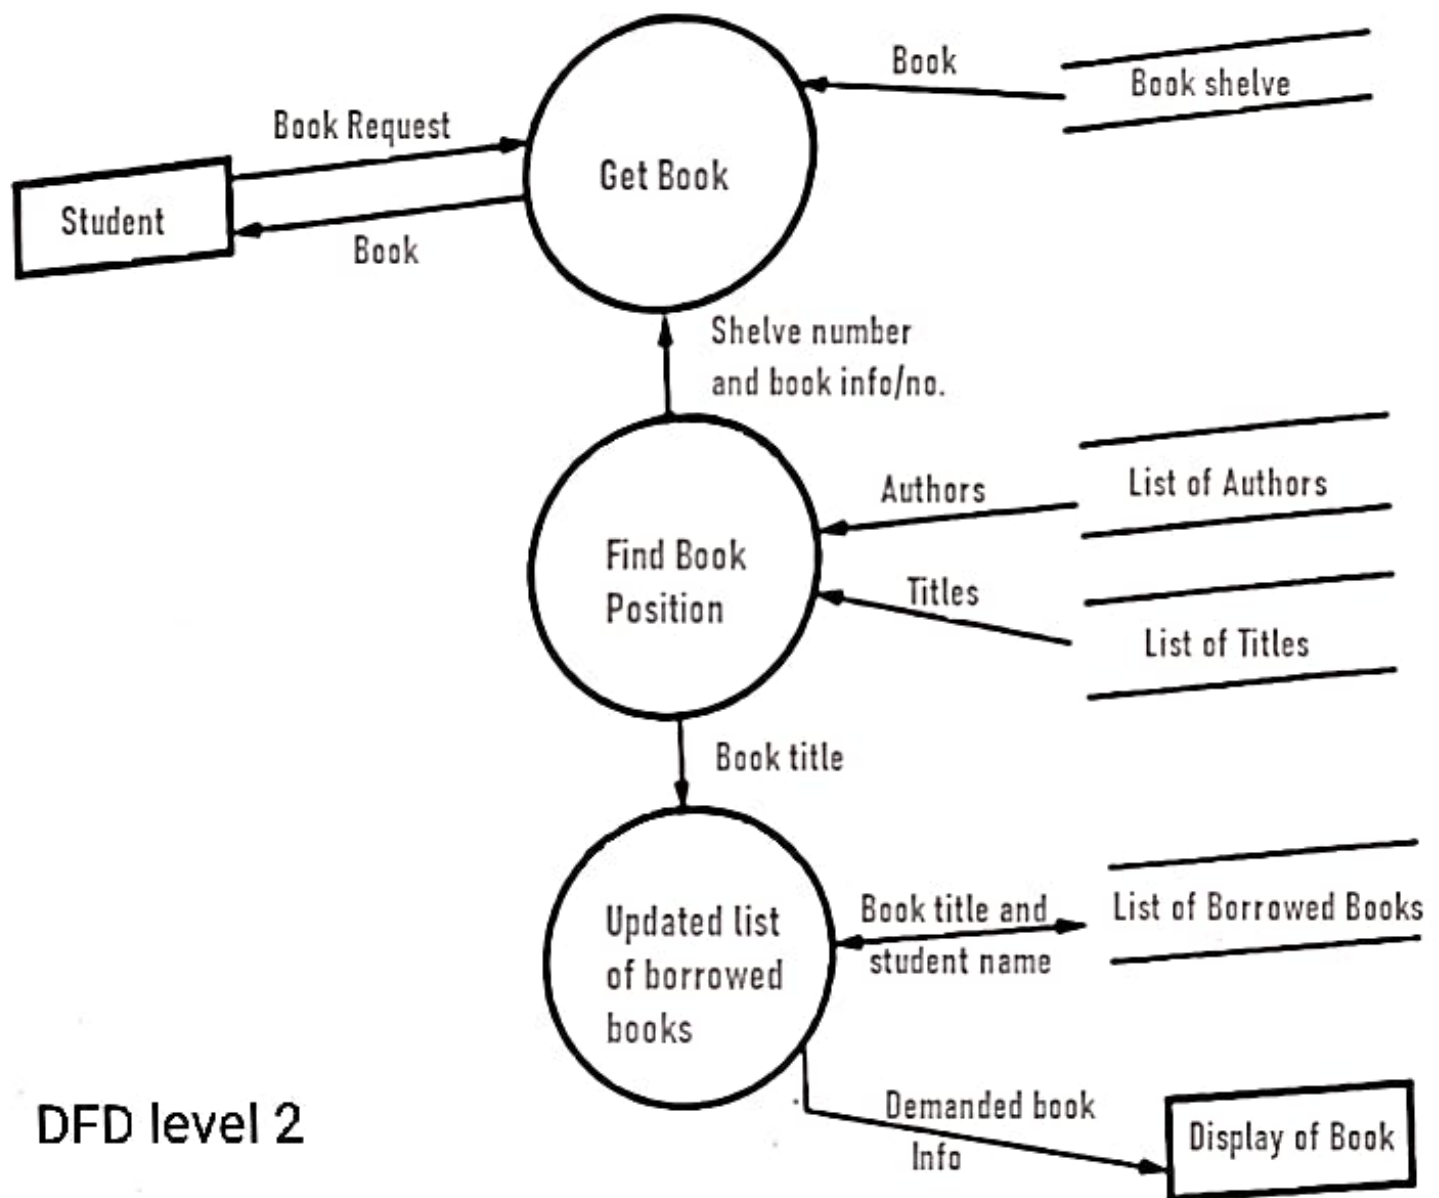 Book
Book shelve
Book Request
Get Book
Student
Book
Shelve number
and book info/no.
Authors
List of Authors
Find Book
Position
Titles
List of Titles
Book title
Updated list
of borrowed
books
Book title and
student name
List of Borrowed Books
DFD level 2
Demanded book
Info
Display of Book